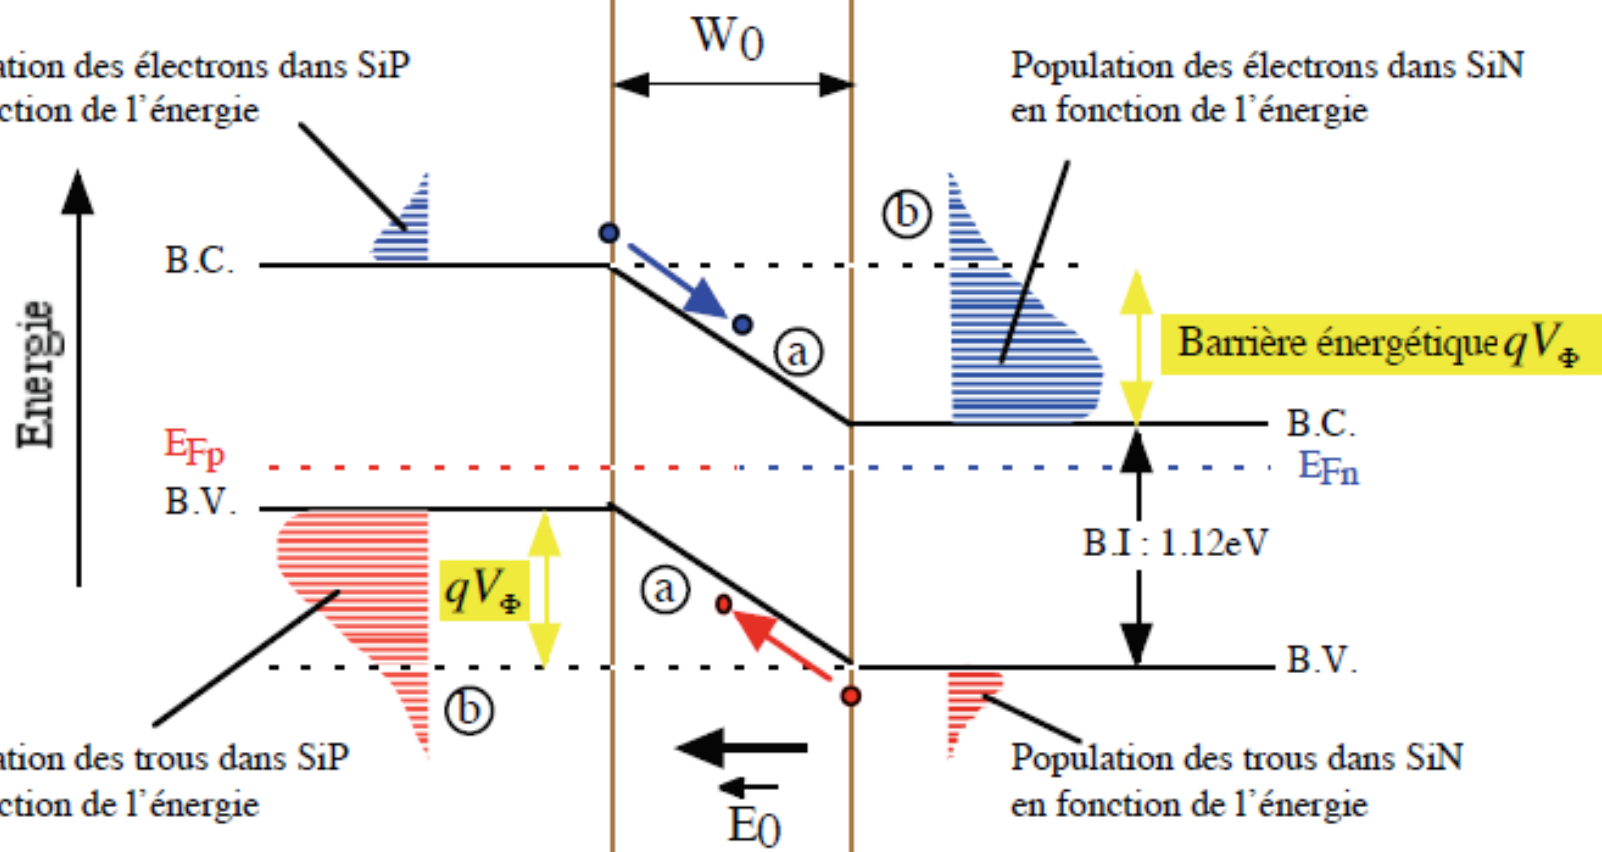 W0
ation des électrons dans SiP
ction de l'énergie
Population des électrons dans SiN
en fonction de l'énergie
b
B.C.
a
Barrière énergétique qVΦ
Energie
B.C.
EFp
EFn
B.V.
B.I : 1.12eV
qVΦ
a
B.V.
b
ation des trous dans SiP
ction de l'énergie
Population des trous dans SiN
en fonction de l'énergie
E0